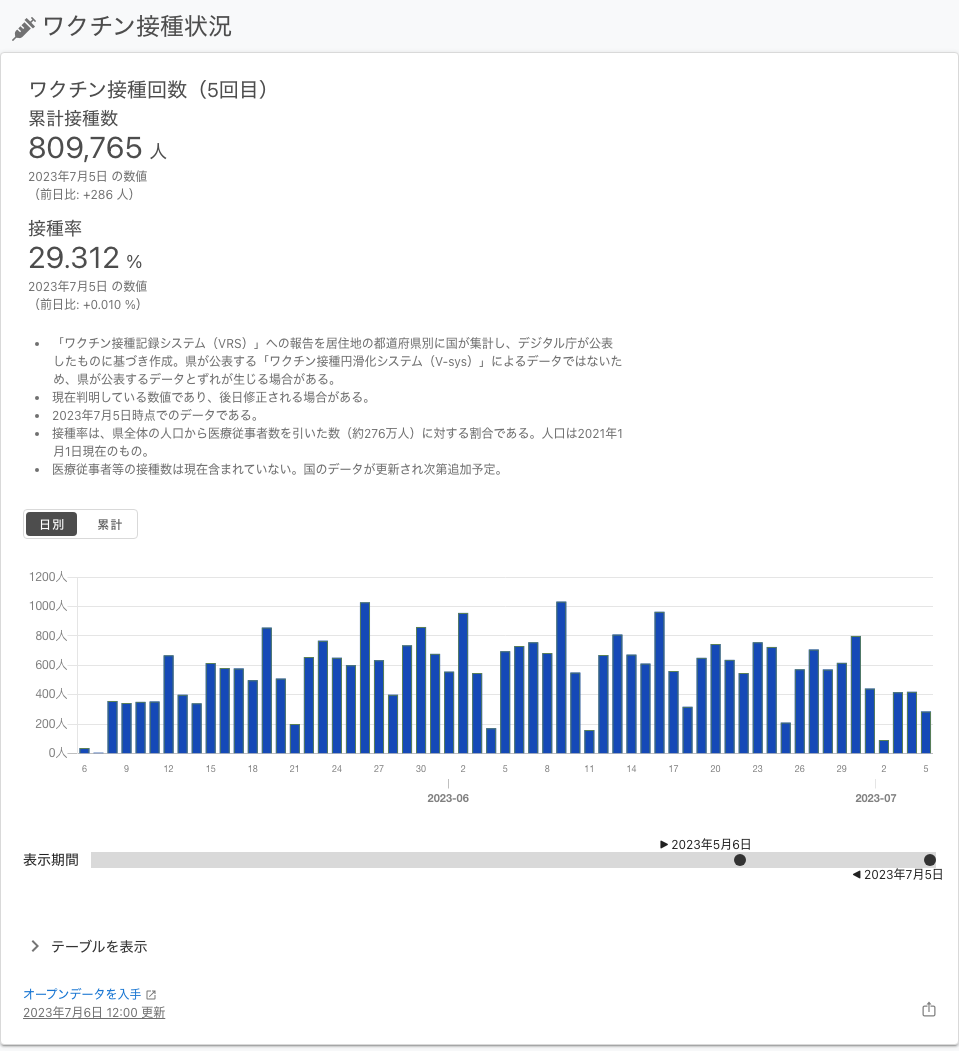 ワクチン接種状況
ワクチン接種回数（5回目）
累計接種数
809,765 人
2023年7月5日 の数値
（前日比: +286 人）
接種率
29.312 %
2023年7月5日 の数値
（前日比: +0.010 %）
• 「ワクチン接種記録システム（VRS）」への報告を居住地の都道府県別に国が集計し、デジタル庁が公表
したものに基づき作成。県が公表する「ワクチン接種円滑化システム（V-sys）」によるデータではないた
め、県が公表するデータとずれが生じる場合がある。
• 現在判明している数値であり、後日修正される場合がある。
• 2023年7月5日時点でのデータである。
• 接種率は、県全体の人口から医療従事者数を引いた数（約276万人）に対する割合である。人口は2021年1
月1日現在のもの。
• 医療従事者等の接種数は現在含まれていない。国のデータが更新され次第追加予定。
日別 累計
1200人
1000人
800人
600人
400人
200人
0人
6 9 12 15 18 21 24 27 30 2 5 8 11 14 17 20 23 26 29 2 5
2023-06 2023-07
2023年5月6日
表示期間
2023年7月5日
テーブルを表示
オープンデータを入手
2023年7月6日 12:00 更新